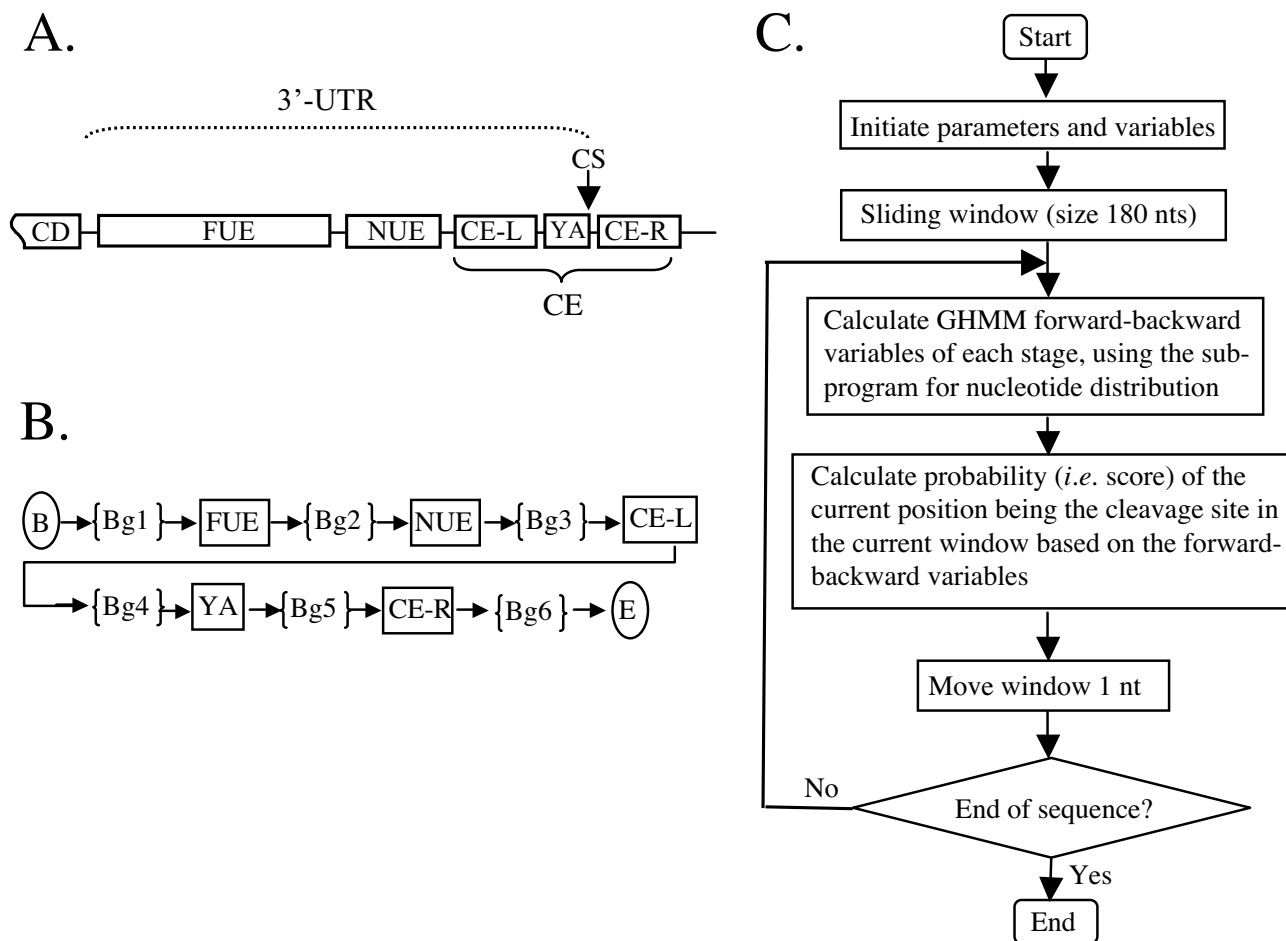 A.
3’-UTR
CS
CD FUE NUE CE-L YA CE-R
CE
B.
B {Bg1} FUE {Bg2} NUE {Bg3} CE-L
{Bg4} YA {Bg5} CE-R {Bg6} E
C.
Start
Initiate parameters and variables
Sliding window (size 180 nts)
Calculate GHMM forward-backward
variables of each stage, using the sub-
program for nucleotide distribution
Calculate probability (i.e. score) of the
current position being the cleavage site in
the current window based on the forward-
backward variables
Move window 1 nt
No
End of sequence?
Yes
End